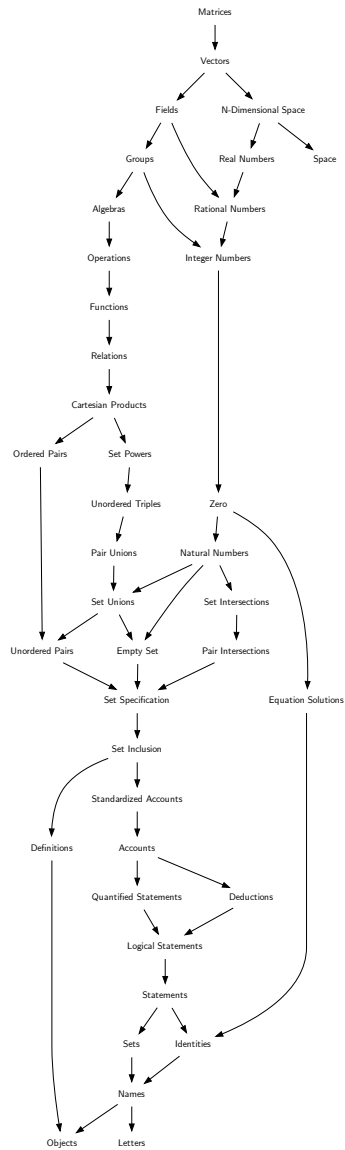 Matrices
Vectors
Fields
N-Dimensional Space
Groups
Real Numbers
Space
Algebras
Rational Numbers
Operations
Integer Numbers
Functions
Relations
Cartesian Products
Ordered Pairs
Set Powers
Unordered Triples
Zero
Pair Unions
Natural Numbers
Set Unions
Set Intersections
Unordered Pairs
Empty Set
Pair Intersections
Set Specification
Equation Solutions
Set Inclusion
Standardized Accounts
Definitions
Accounts
Quantified Statements
Deductions
Logical Statements
Statements
Sets
Identities
Names
Objects
Letters